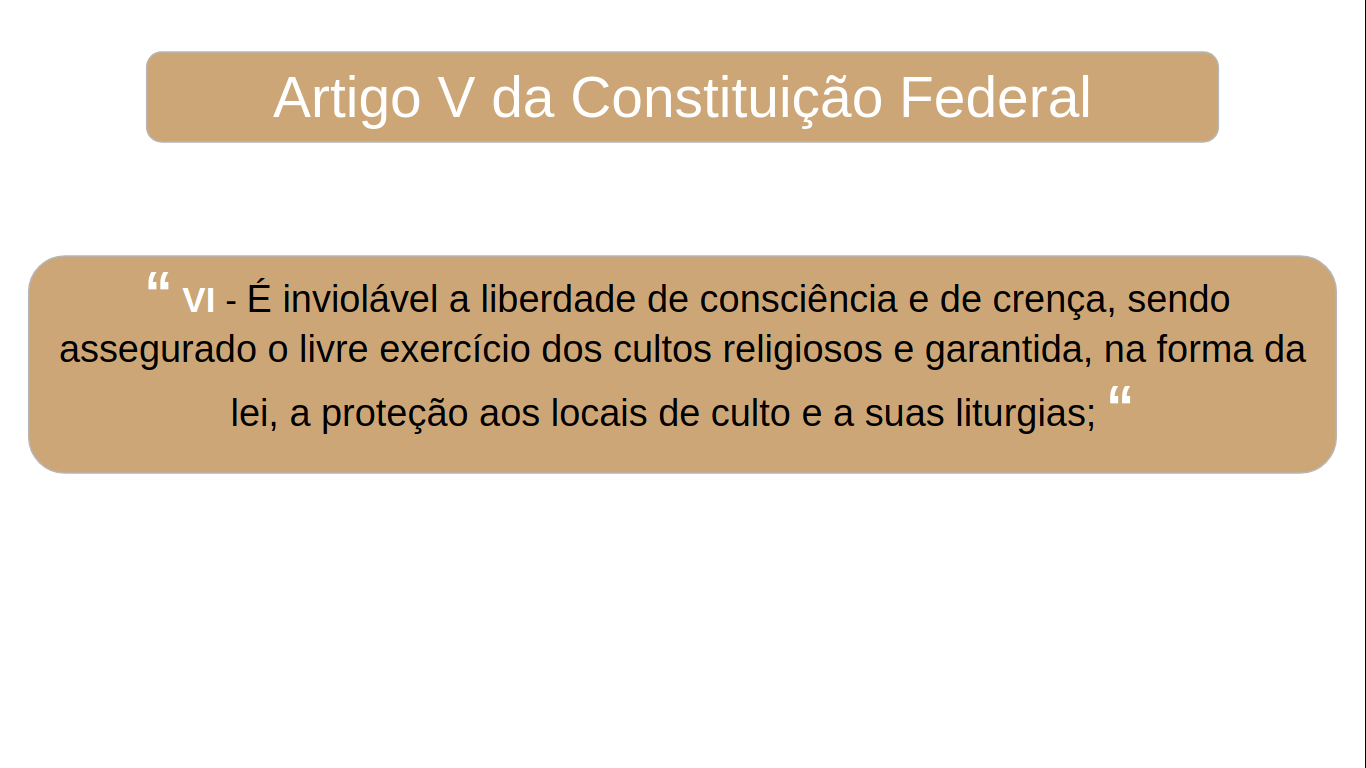 Artigo V da Constituição Federal
“ VI - É inviolável a liberdade de consciência e de crença, sendo
assegurado o livre exercício dos cultos religiosos e garantida, na forma da
lei, a proteção aos locais de culto e a suas liturgias; “